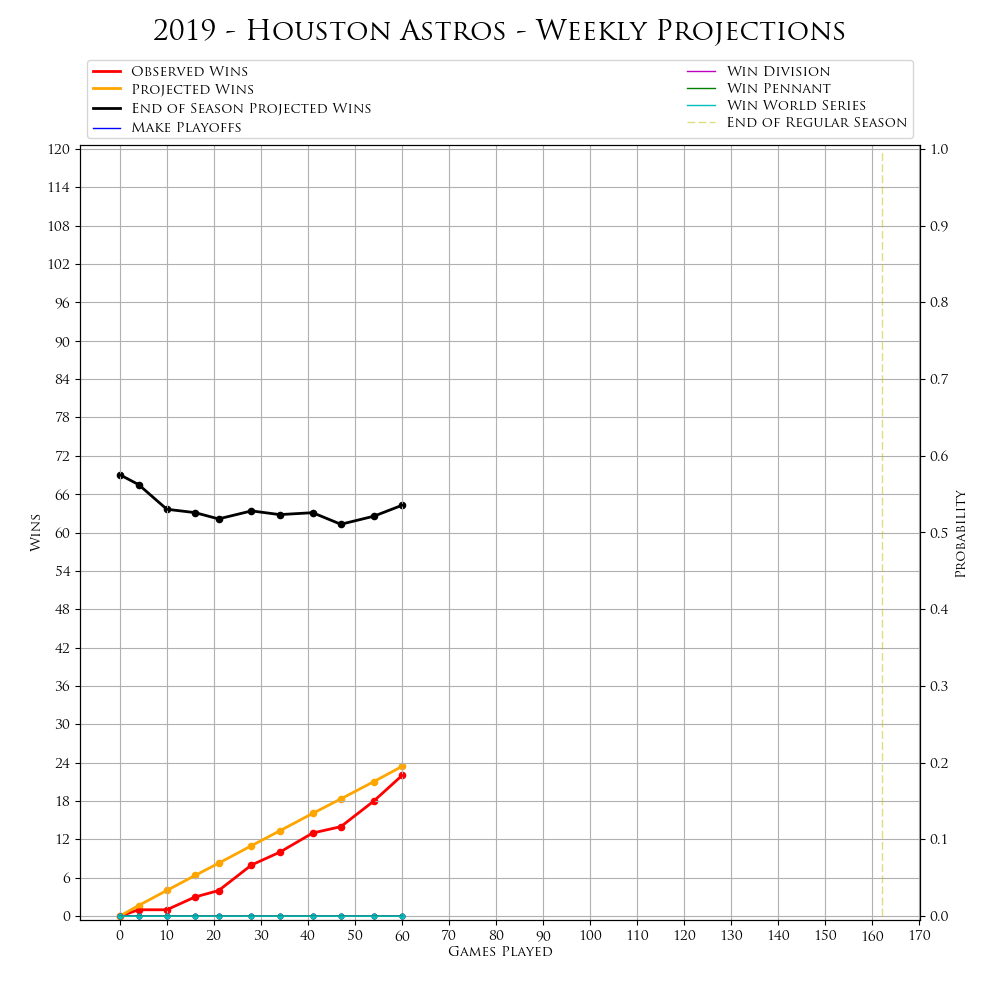 2019 - Houston Astros - Weekly Projections
Observed Wins
Projected Wins
End of Season Projected Wins
Make Playoffs
Win Division
Win Pennant
Win World Series
End of Regular Season
120
114
108
102
96
90
84
78
72
66
60
54
48
42
36
30
24
18
12
6
0
Wins
1.0
0.9
0.8
0.7
0.6
0.5
0.4
0.3
0.2
0.1
0.0
Probability
0 10 20 30 40 50 60 70 80 90 100 110 120 130 140 150 160 170
Games Played